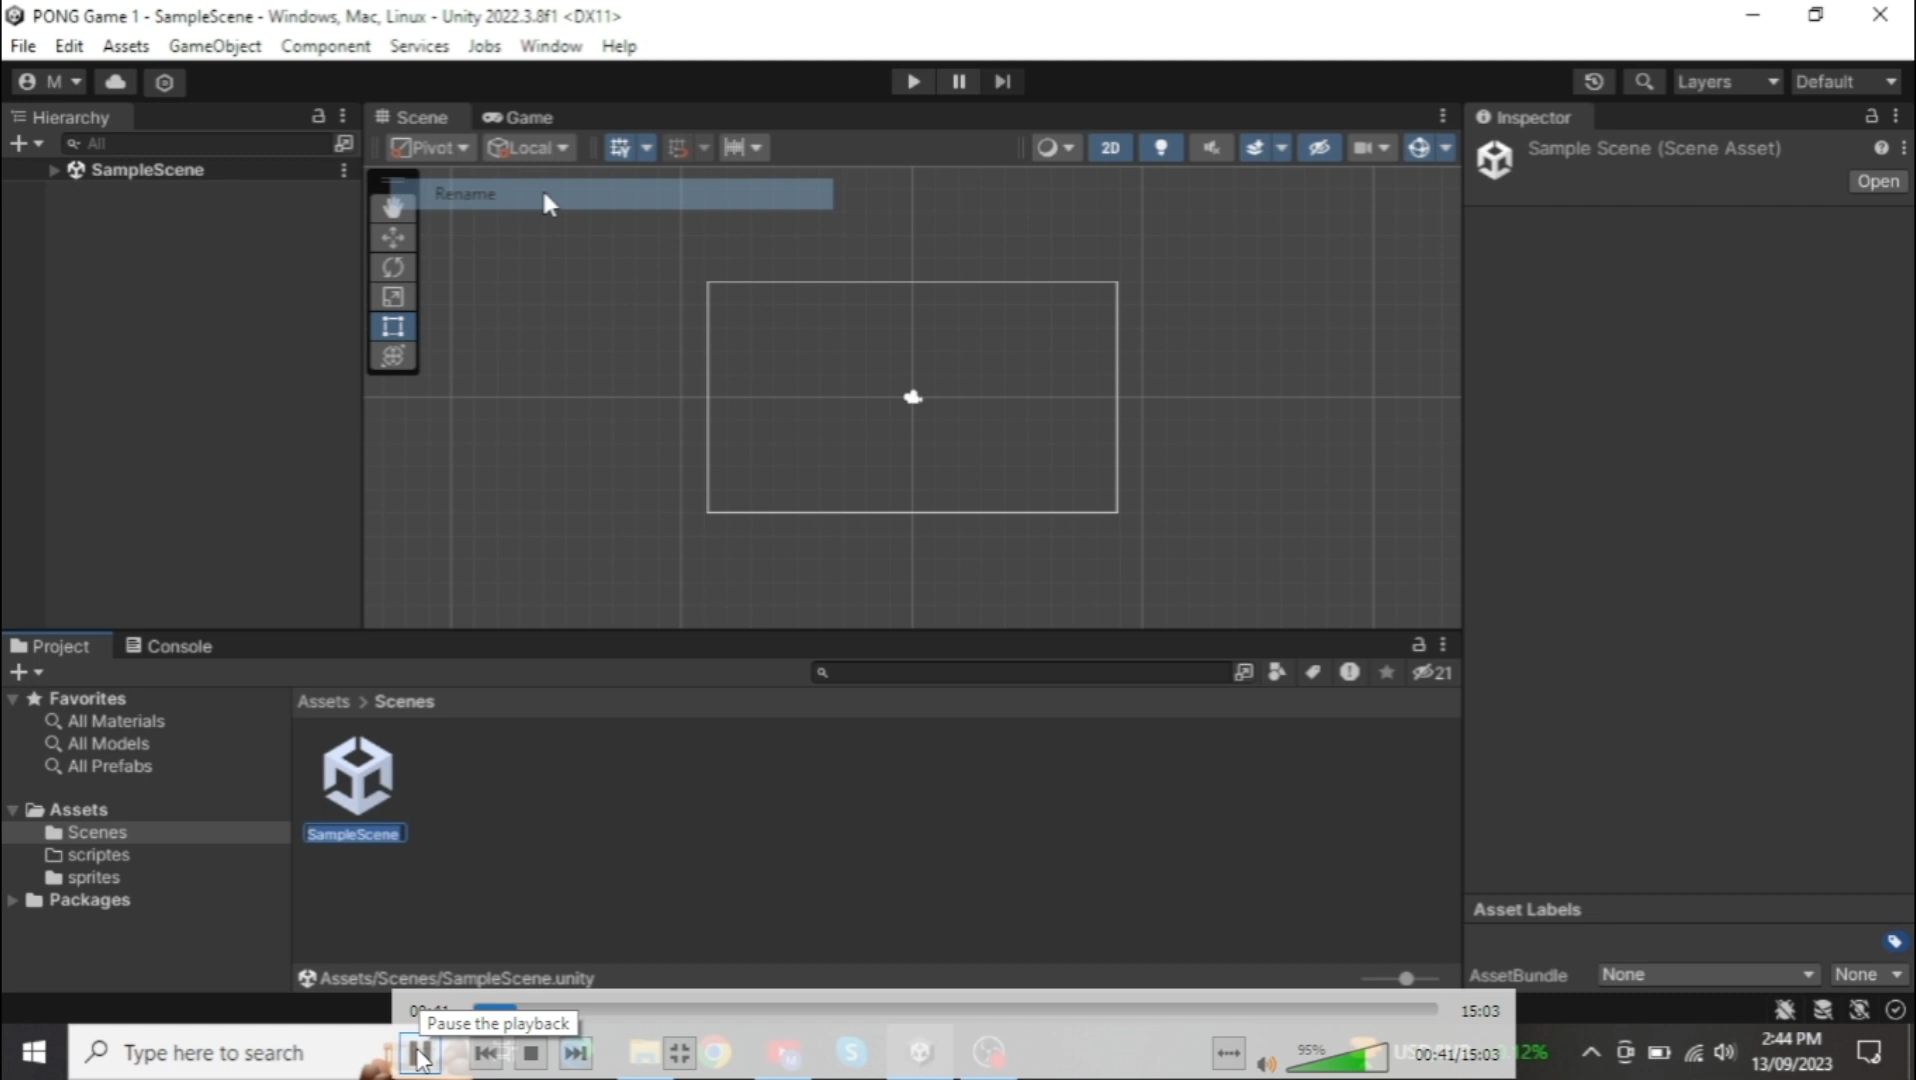 PONG Game 1 - SampleScene - Windows, Mac, Linux - Unity 2022.3.8f1 <DX11>
File Edit Assets GameObject Component Services Jobs Window Help
M Layers Default
Hierarchy Scene Game Inspector
All Pivot Local 2D Sample Scene (Scene Asset)
SampleScene
Open
Rename
Project Console
21
Favorites
Assets > Scenes
All Materials
All Models
All Prefabs
Assets
Scenes
SampleScene
scriptes
sprites
Packages
Asset Labels
Assets/Scenes/SampleScene.unity
AssetBundle None None
15:03
Pause the playback
Type here to search
95%
00:41/15:03
2:44 PM
13/09/2023